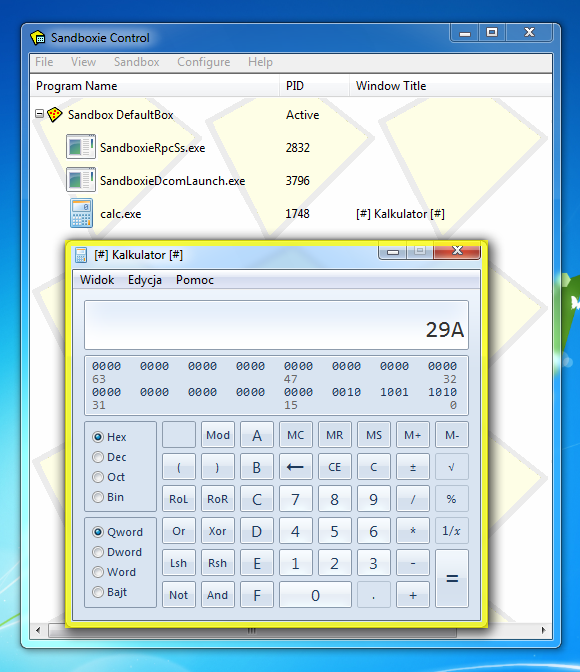 Sandboxie Control
File View Sandbox Configure Help
Program Name PID Window Title
Sandbox DefaultBox Active
SandboxieRpcSs.exe 2832
SandboxieDcomLaunch.exe 3796
calc.exe 1748 [#] Kalkulator [#]
[#] Kalkulator [#]
Widok Edycja Pomoc
29A
0000 0000 0000 0000 0000 0000 0000 0000
63 47 32
0000 0000 0000 0000 0000 0010 1001 1010
31 15 0
Hex Mod A MC MR MS M+ M-
Dec ( ) B ← CE C ± √
Oct RoL RoR C 7 8 9 / %
Bin
Qword Or Xor D 4 5 6 * 1/x
Dword Lsh Rsh E 1 2 3 - =
Word Not And F 0 . +
Bajt